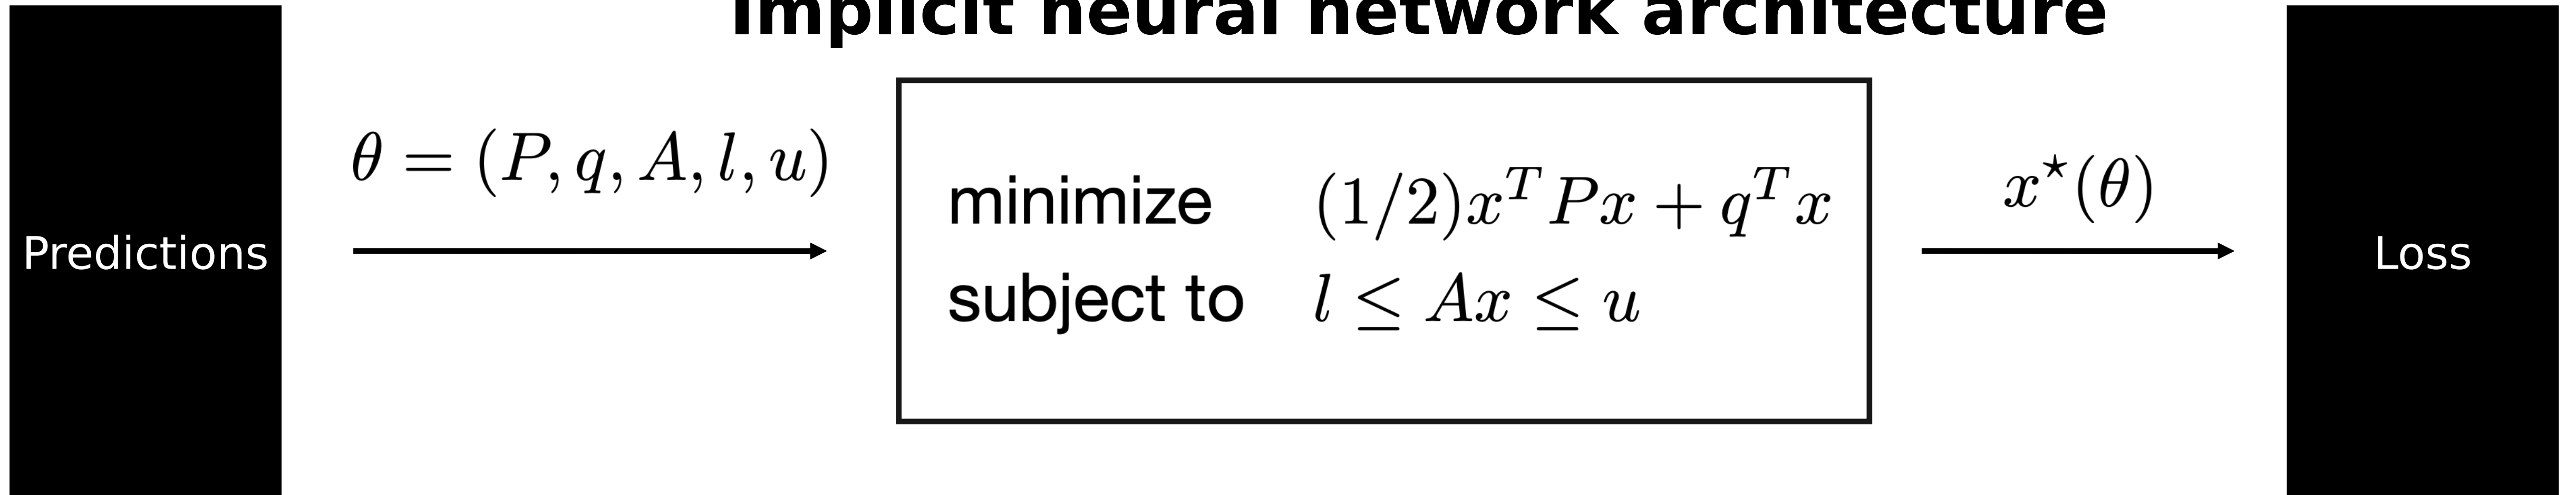 Implicit neural network architecture
Predictions
θ = (P, q, A, l, u)
minimize (1/2)x^T Px + q^T x
subject to l ≤ Ax ≤ u
x^⋆(θ)
Loss